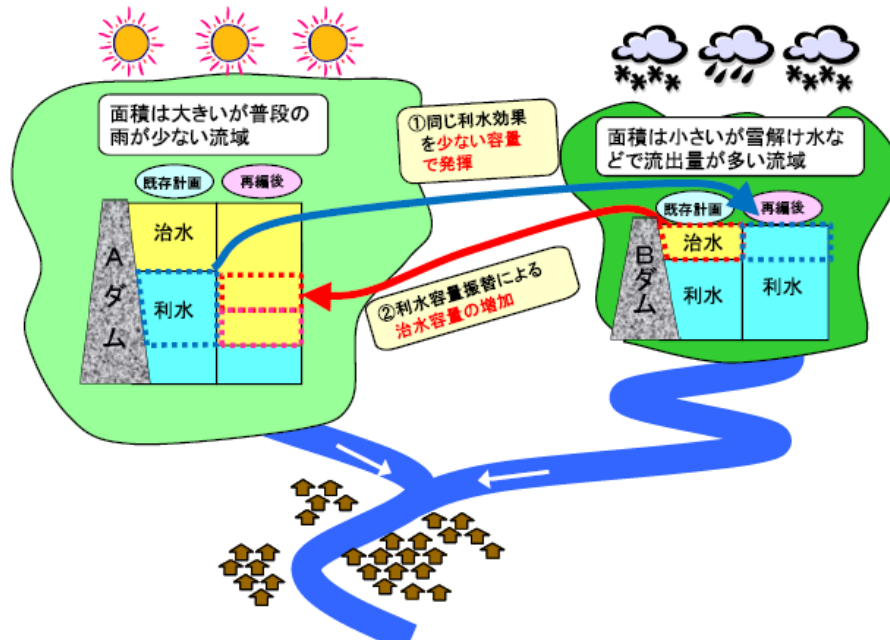 面積は大きいが普段の
雨が少ない流域
既存計画
再編後
治水
利水
Aダム
①同じ利水効果
を少ない容量
で発揮
②利水容量振替による
治水容量の増加
面積は小さいが雪解け水な
どで流出量が多い流域
既存計画
再編後
治水
利水
利水
Bダム